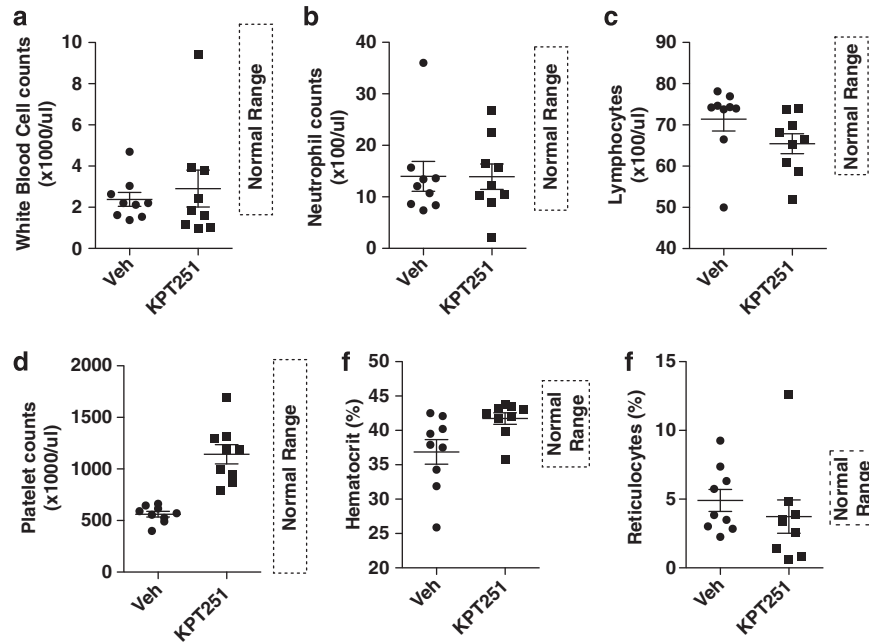 a
White Blood Cell counts
(x1000/ul)
10
8
6
4
2
0
Veh
KPT251
Normal Range
b
Neutrophil counts
(x100/ul)
40
30
20
10
0
Veh
KPT251
Normal Range
c
Lymphocytes
(x100/ul)
90
80
70
60
50
40
Veh
KPT251
Normal Range
d
Platelet counts
(x1000/ul)
2000
1500
1000
500
0
Veh
KPT251
Normal Range
f
Hematocrit (%)
50
45
40
35
30
25
20
Veh
KPT251
Normal
Range
f
Reticulocytes (%)
15
10
5
0
Veh
KPT251
Normal
Range